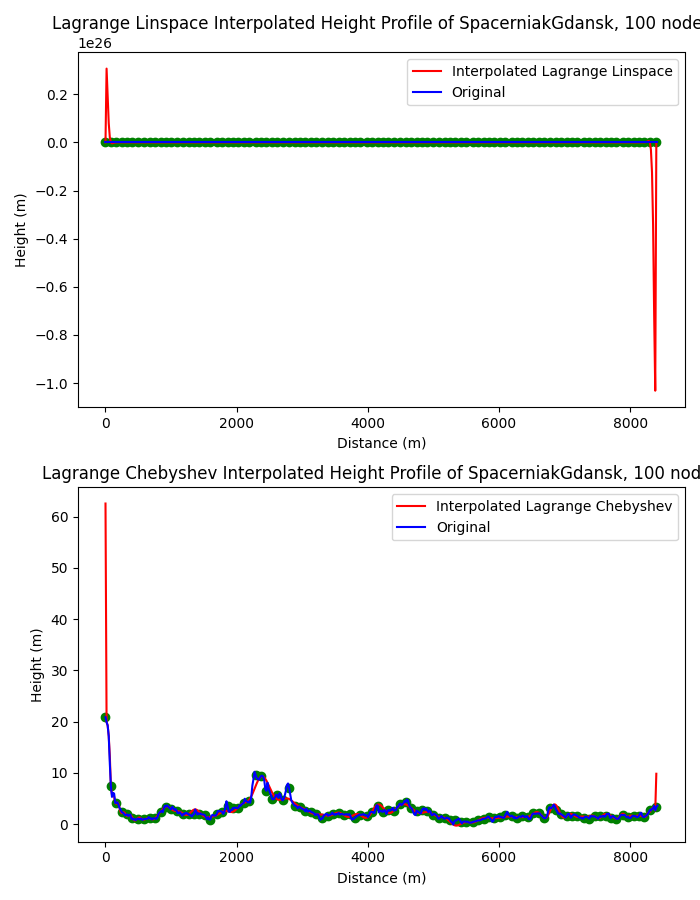 Lagrange Linspace Interpolated Height Profile of SpacerniakGdansk, 100 node
1e26
Interpolated Lagrange Linspace
Original
0.2
0.0
−0.2
−0.4
−0.6
−0.8
−1.0
Height (m)
0 2000 4000 6000 8000
Distance (m)
Lagrange Chebyshev Interpolated Height Profile of SpacerniakGdansk, 100 nod
Interpolated Lagrange Chebyshev
Original
60
50
40
30
20
10
0
Height (m)
0 2000 4000 6000 8000
Distance (m)